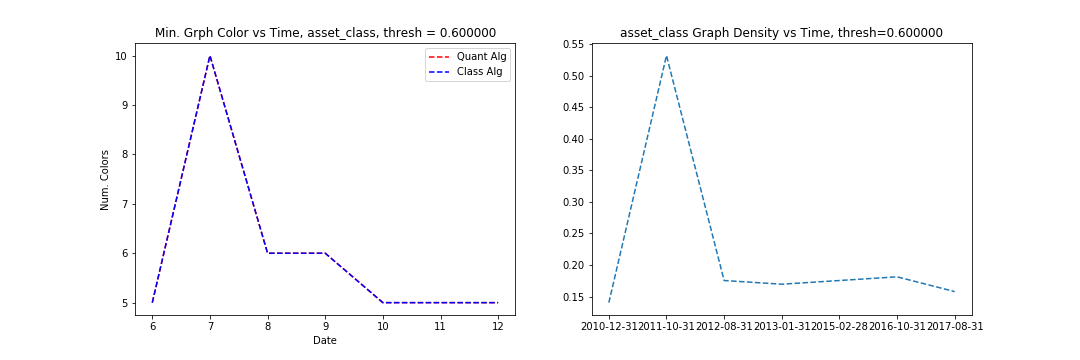 Min. Grph Color vs Time, asset_class, thresh = 0.600000
Quant Alg
Class Alg
10
9
8
7
6
5
Num. Colors
6 7 8 9 10 11 12
Date
asset_class Graph Density vs Time, thresh=0.600000
0.55
0.50
0.45
0.40
0.35
0.30
0.25
0.20
0.15
2010-12-31 2011-10-31 2012-08-31 2013-01-31 2015-02-28 2016-10-31 2017-08-31